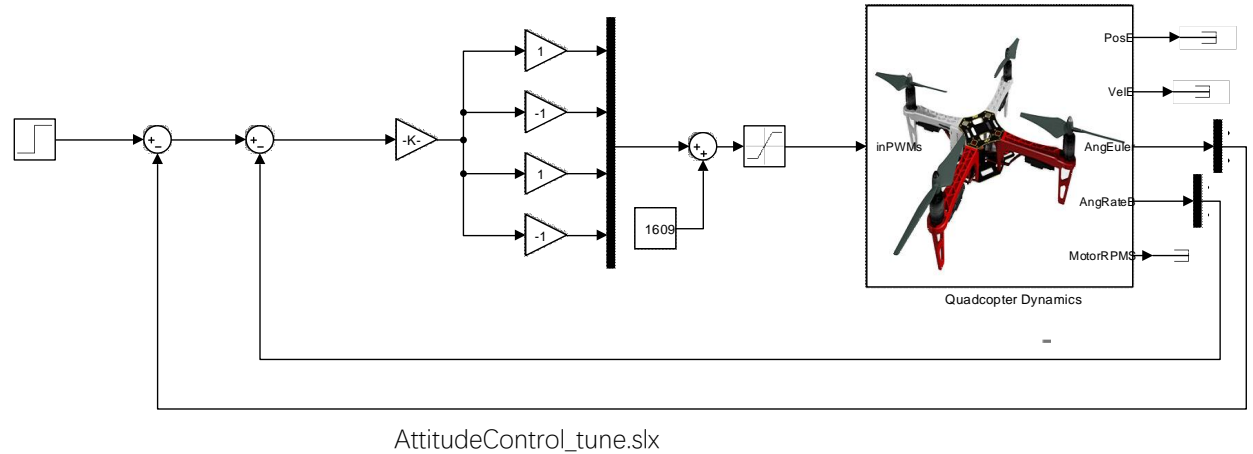 1
PosE
-1
VelE
+
-
+
-
-K-
+
+
inPWMs
AngEuler
1
AngRateB
-1
1609
MotorRPMS
Quadcopter Dynamics
AttitudeControl_tune.slx